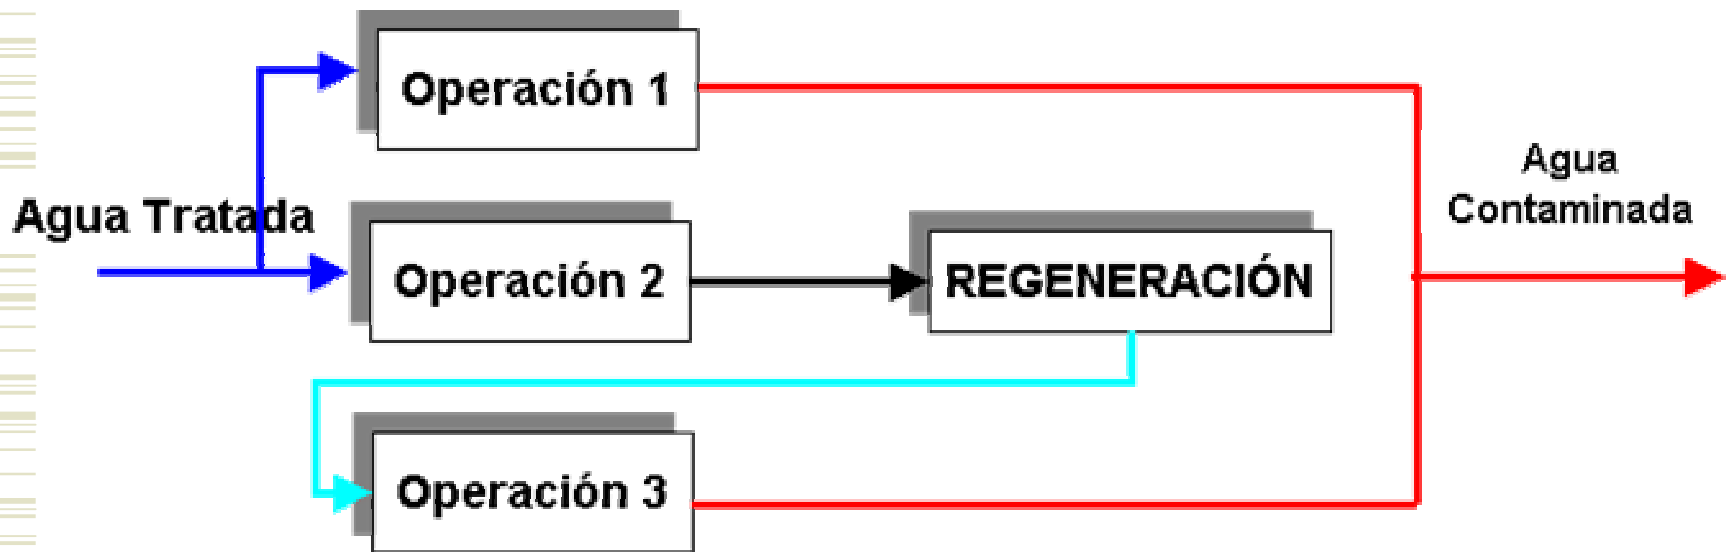 Operación 1
Agua Tratada
Operación 2
REGENERACIÓN
Agua
Contaminada
Operación 3